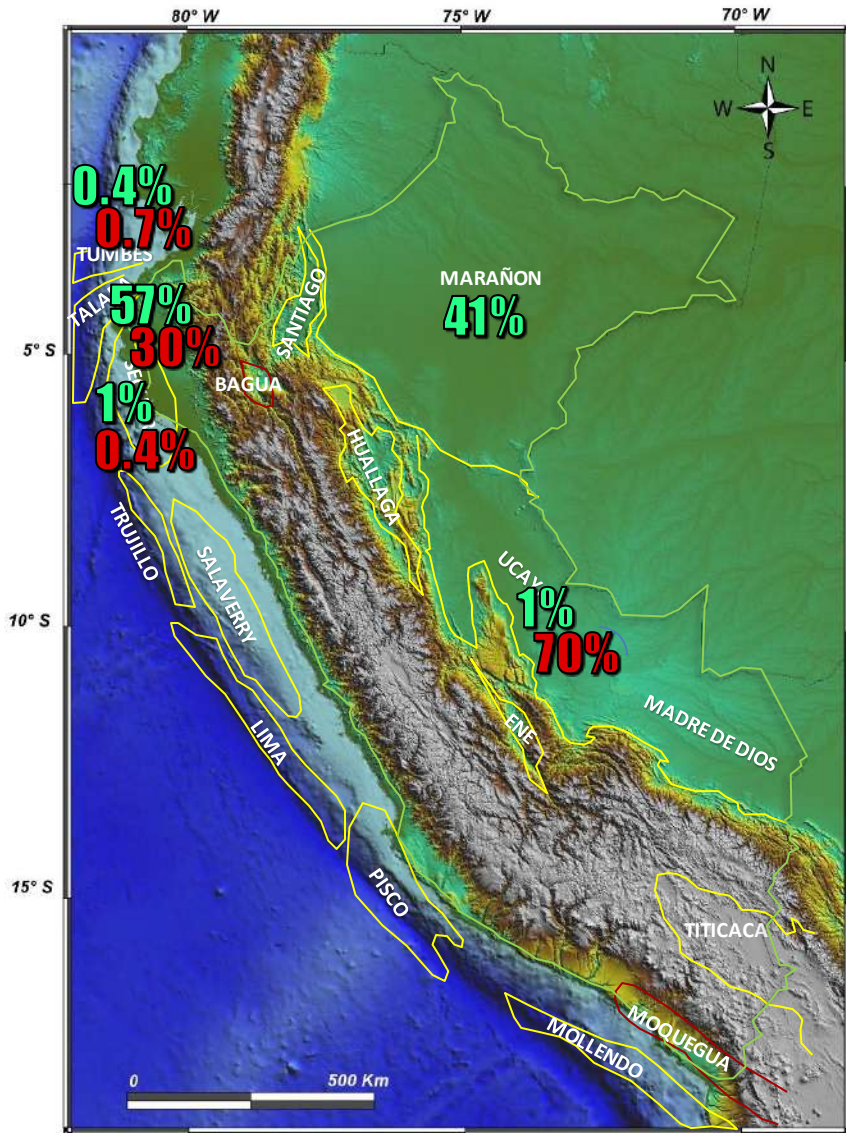 80° W 75° W 70° W
N
W E
S
0.4%
0.7%
TUMBES
TALARA
57%
30%
SANTIAGO
MARAÑON
41%
5° S
BAGUA
1%
0.4%
HUALLAGA
TRUJILLO
SALAVERRY
10° S
1%
70%
LIMA
ENE
MADRE DE DIOS
15° S
PISCO
TITICACA
MOLLENDO
MOQUEGUA
0 500 Km